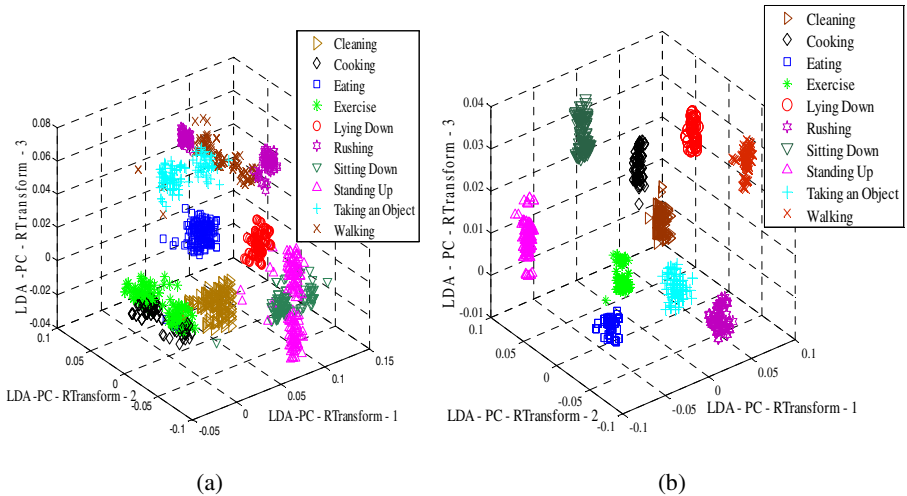 Cleaning
Cooking
Eating
Exercise
Lying Down
Rushing
Sitting Down
Standing Up
Taking an Object
Walking
LDA -PC - RTransform - 3
0.08
0.06
0.04
0.02
0
-0.02
-0.04
0.1
0.05
0
-0.05
-0.1
LDA -PC - RTransform - 2
-0.05
0
0.05
0.1
0.15
LDA -PC - RTransform - 1
(a)
Cleaning
Cooking
Eating
Exercise
Lying Down
Rushing
Sitting Down
Standing Up
Taking an Object
Walking
LDA - PC - RTransform - 3
0.04
0.03
0.02
0.01
0
-0.01
0.1
0.05
0
-0.05
-0.1
LDA - PC - RTransform - 2
-0.1
-0.05
0
0.05
0.1
LDA - PC - RTransform - 1
(b)